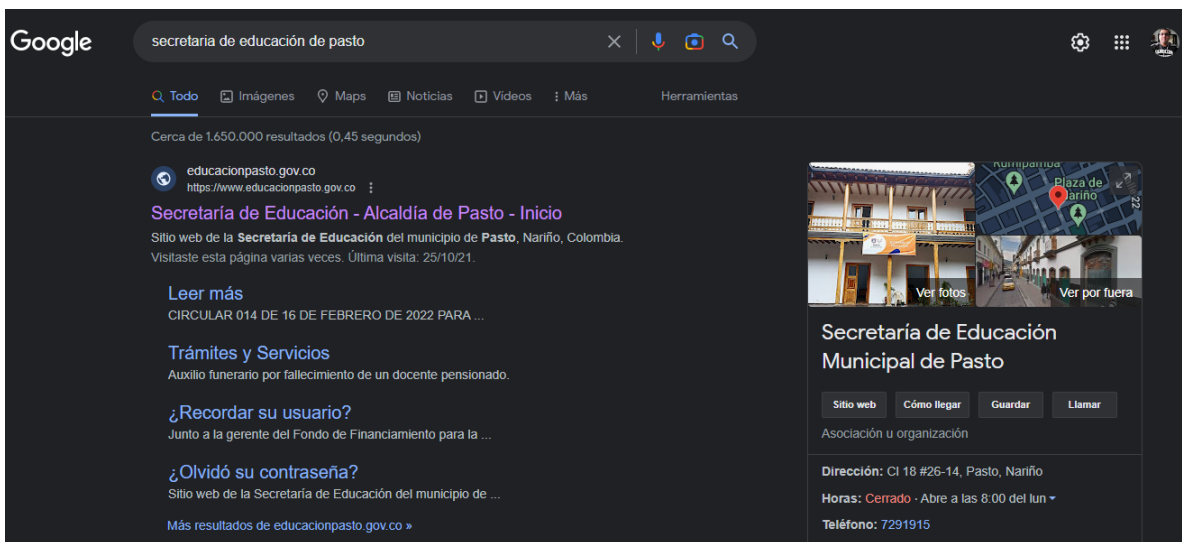 Google
secretaria de educación de pasto
Todo Imágenes Maps Noticias Videos Más Herramientas
Cerca de 1.650.000 resultados (0,45 segundos)
educacionpasto.gov.co
https://www.educacionpasto.gov.co
Secretaría de Educación - Alcaldía de Pasto - Inicio
Sitio web de la Secretaría de Educación del municipio de Pasto, Nariño, Colombia.
Visitaste esta página varias veces. Última visita: 25/10/21.
Leer más
CIRCULAR 014 DE 16 DE FEBRERO DE 2022 PARA ...
Trámites y Servicios
Auxilio funerario por fallecimiento de un docente pensionado.
¿Recordar su usuario?
Junto a la gerente del Fondo de Financiamiento para la ...
¿Olvidó su contraseña?
Sitio web de la Secretaría de Educación del municipio de ...
Más resultados de educacionpasto.gov.co »
Rumipamba
Plaza de
Nariño
22
Ver fotos
Ver por fuera
Secretaría de Educación
Municipal de Pasto
Sitio web Cómo llegar Guardar Llamar
Asociación u organización
Dirección: Cl 18 #26-14, Pasto, Nariño
Horas: Cerrado · Abre a las 8:00 del lun
Teléfono: 7291915